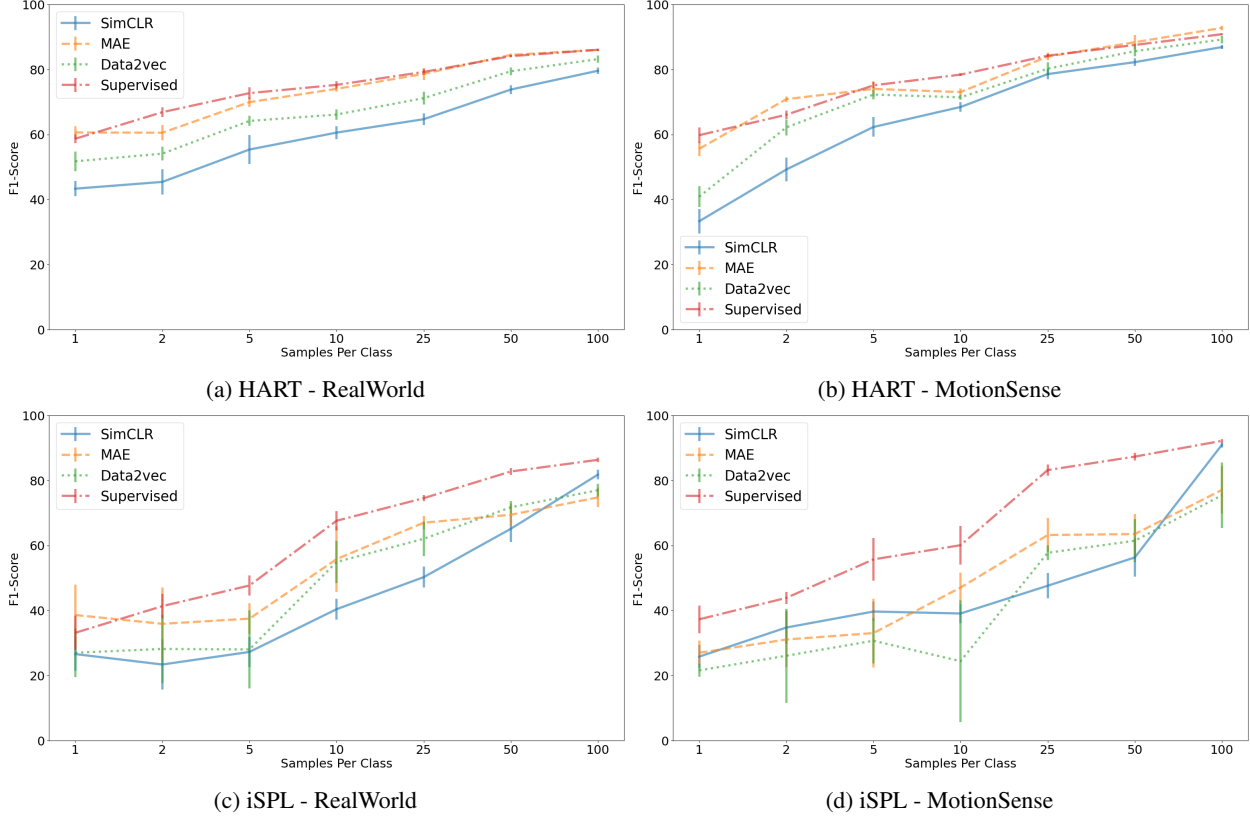 100
80
60
40
20
0
F1-Score
SimCLR
MAE
Data2vec
Supervised
1 2 5 10 25 50 100
Samples Per Class
(a) HART - RealWorld
100
80
60
40
20
0
F1-Score
SimCLR
MAE
Data2vec
Supervised
1 2 5 10 25 50 100
Samples Per Class
(b) HART - MotionSense
100
80
60
40
20
0
F1-Score
SimCLR
MAE
Data2vec
Supervised
1 2 5 10 25 50 100
Samples Per Class
(c) iSPL - RealWorld
100
80
60
40
20
0
F1-Score
SimCLR
MAE
Data2vec
Supervised
1 2 5 10 25 50 100
Samples Per Class
(d) iSPL - MotionSense